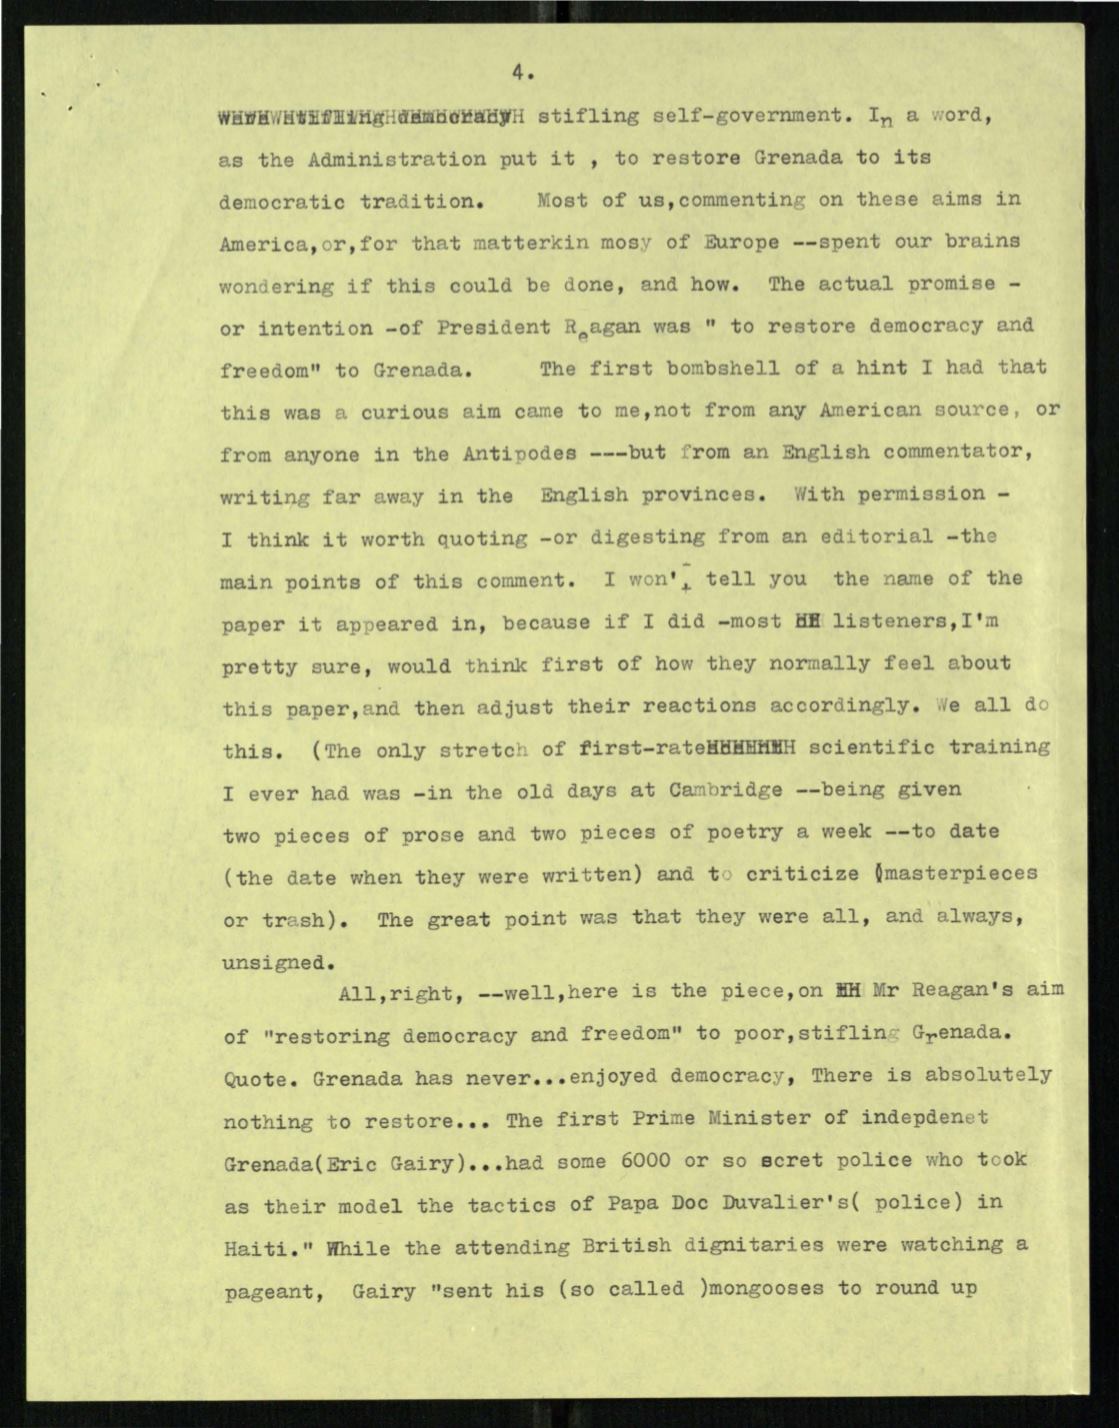 4.
stifling self-government. In a word,
as the Administration put it , to restore Grenada to its
democratic tradition. Most of us,commenting on these aims in
America,or,for that matterkin mosy of Europe --spent our brains
wondering if this could be done, and how. The actual promise -
or intention -of President Reagan was " to restore democracy and
freedom" to Grenada. The first bombshell of a hint I had that
this was a curious aim came to me,not from any American source, or
from anyone in the Antipodes ---but from an English commentator,
writing far away in the English provinces. With permission -
I think it worth quoting -or digesting from an editorial -the
main points of this comment. I won't tell you the name of the
paper it appeared in, because if I did -most listeners,I'm
pretty sure, would think first of how they normally feel about
this paper,and then adjust their reactions accordingly. We all do
this. (The only stretch of first-rate scientific training
I ever had was -in the old days at Cambridge --being given
two pieces of prose and two pieces of poetry a week --to date
(the date when they were written) and to criticize (masterpieces
or trash). The great point was that they were all, and always,
unsigned.
All,right, --well,here is the piece,on Mr Reagan's aim
of "restoring democracy and freedom" to poor,stifling Grenada.
Quote. Grenada has never...enjoyed democracy, There is absolutely
nothing to restore... The first Prime Minister of indepdenet
Grenada(Eric Gairy)...had some 6000 or so scret police who took
as their model the tactics of Papa Doc Duvalier's( police) in
Haiti." While the attending British dignitaries were watching a
pageant, Gairy "sent his (so called )mongooses to round up